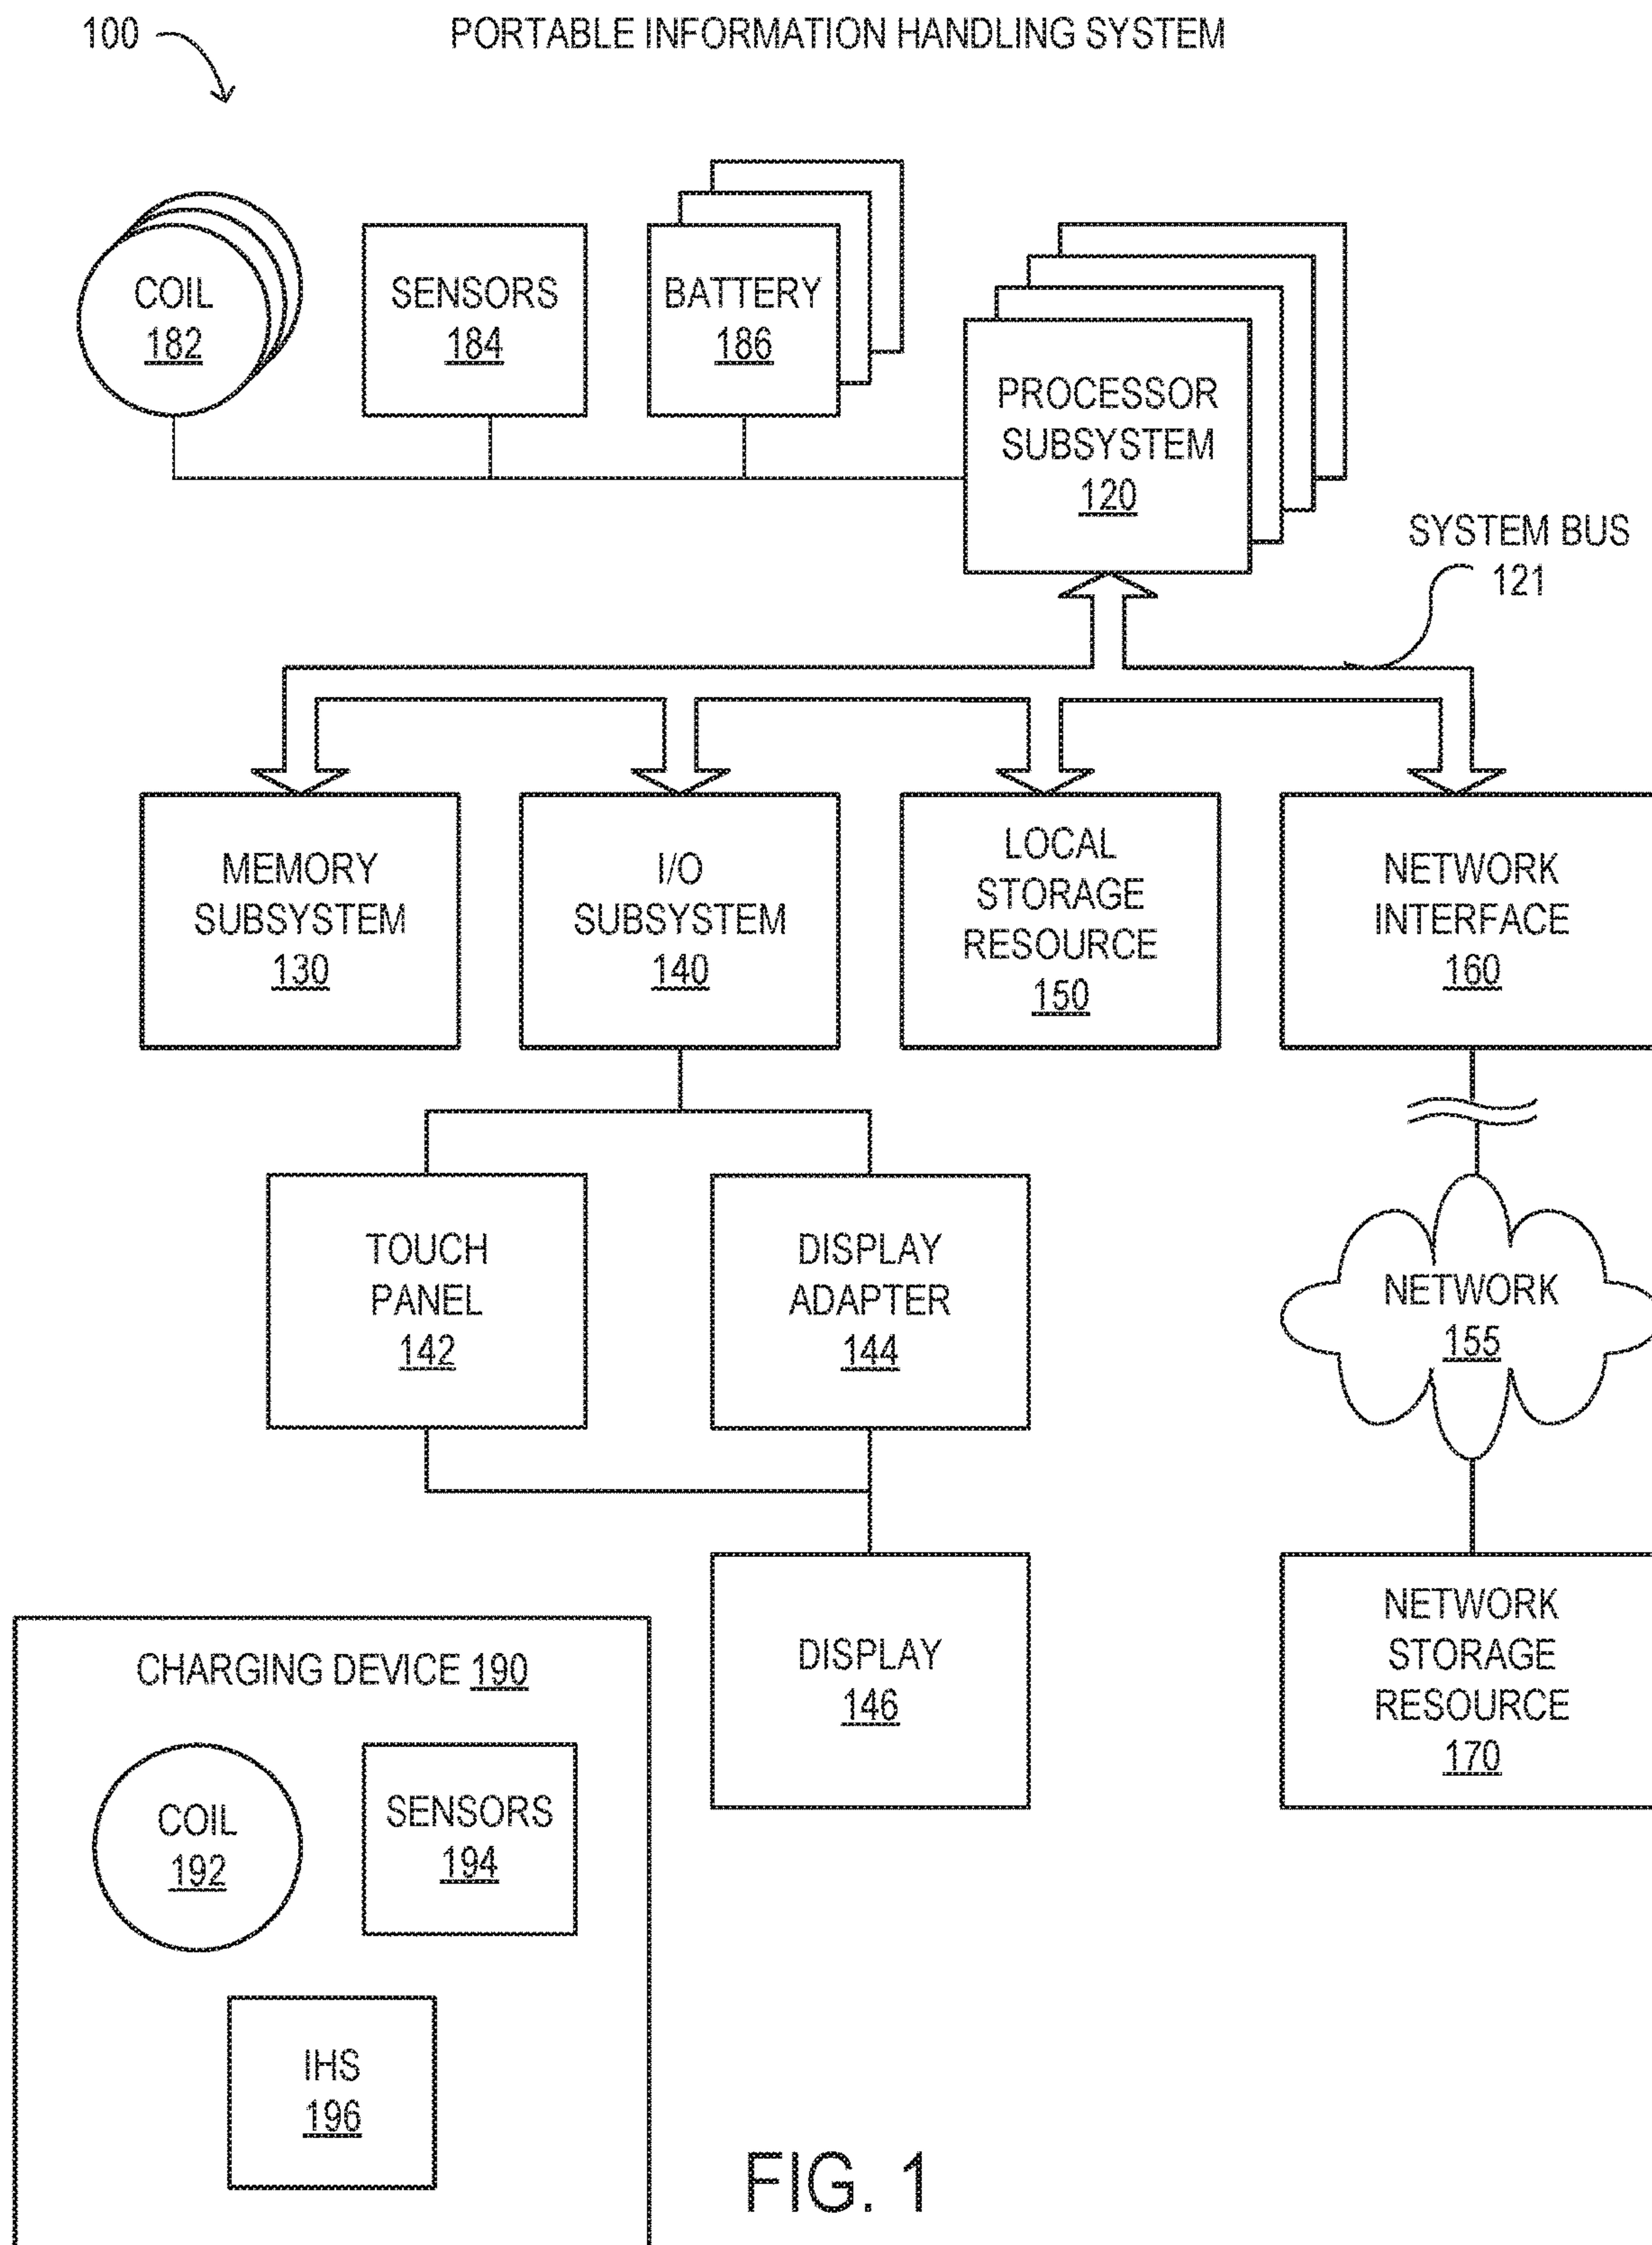 100
PORTABLE INFORMATION HANDLING SYSTEM
COIL
182
SENSORS
184
BATTERY
186
PROCESSOR
SUBSYSTEM
120
SYSTEM BUS
121
MEMORY
SUBSYSTEM
130
I/O
SUBSYSTEM
140
LOCAL
STORAGE
RESOURCE
150
NETWORK
INTERFACE
160
TOUCH
PANEL
142
DISPLAY
ADAPTER
144
NETWORK
155
DISPLAY
146
NETWORK
STORAGE
RESOURCE
170
CHARGING DEVICE 190
COIL
192
SENSORS
194
IHS
196
FIG. 1